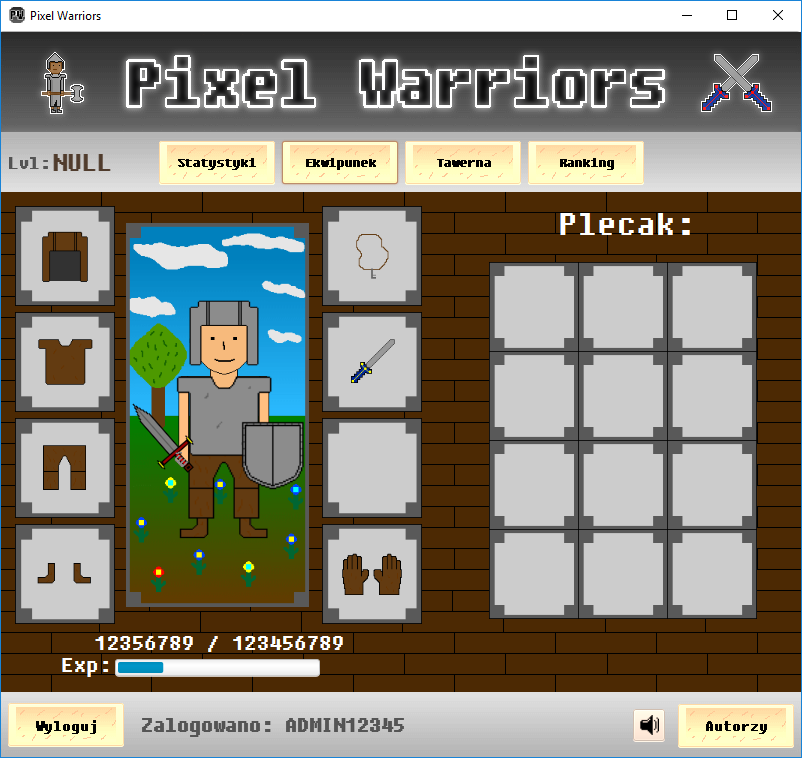 Pixel Warriors
Pixel Warriors
Lvl: NULL
Statystyki
Ekwipunek
Tawerna
Ranking
Plecak:
12356789 / 123456789
Exp:
Wyloguj
Zalogowano: ADMIN12345
Autorzy